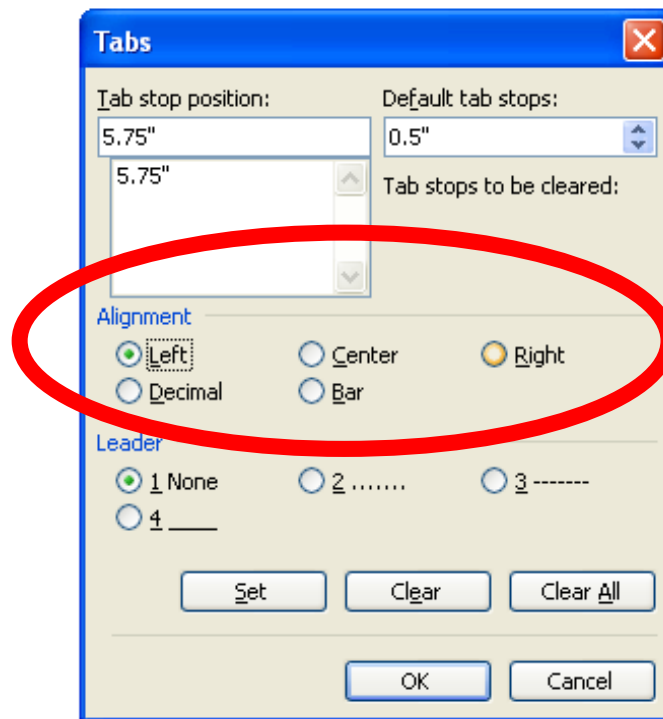 Tabs
Tab stop position: Default tab stops:
5.75" 0.5"
5.75"
Tab stops to be cleared:
Alignment
Left Center Right
Decimal Bar
Leader
1 None 2 ....... 3 -------
4 ____
Set Clear Clear All
OK Cancel